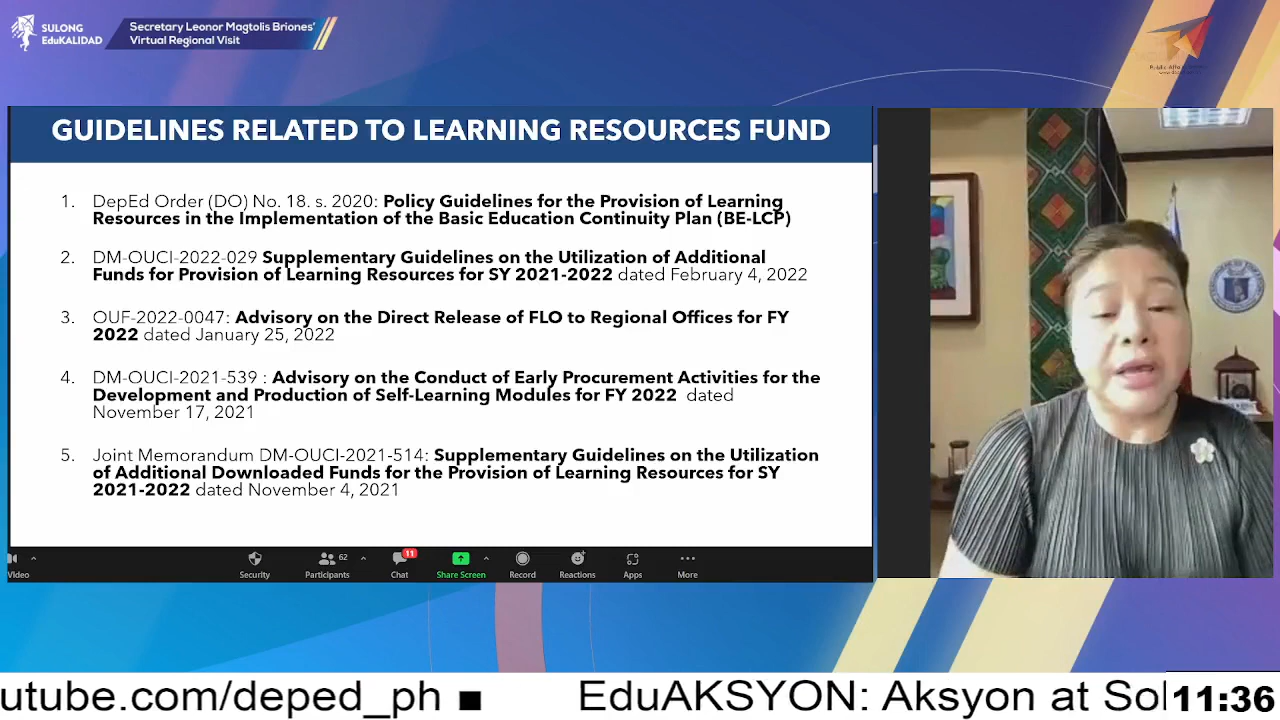 SULONG
EduKALIDAD
Secretary Leonor Magtolis Briones'
Virtual Regional Visit
GUIDELINES RELATED TO LEARNING RESOURCES FUND
1. DepEd Order (DO) No. 18. s. 2020: Policy Guidelines for the Provision of Learning
Resources in the Implementation of the Basic Education Continuity Plan (BE-LCP)
2. DM-OUCI-2022-029 Supplementary Guidelines on the Utilization of Additional
Funds for Provision of Learning Resources for SY 2021-2022 dated February 4, 2022
3. OUF-2022-0047: Advisory on the Direct Release of FLO to Regional Offices for FY
2022 dated January 25, 2022
4. DM-OUCI-2021-539 : Advisory on the Conduct of Early Procurement Activities for the
Development and Production of Self-Learning Modules for FY 2022 dated
November 17, 2021
5. Joint Memorandum DM-OUCI-2021-514: Supplementary Guidelines on the Utilization
of Additional Downloaded Funds for the Provision of Learning Resources for SY
2021-2022 dated November 4, 2021
62
11
Video
Security
Participants
Chat
Share Screen
Record
Reactions
Apps
More
utube.com/deped_ph ■ EduAKSYON: Aksyon at Sol
11:36